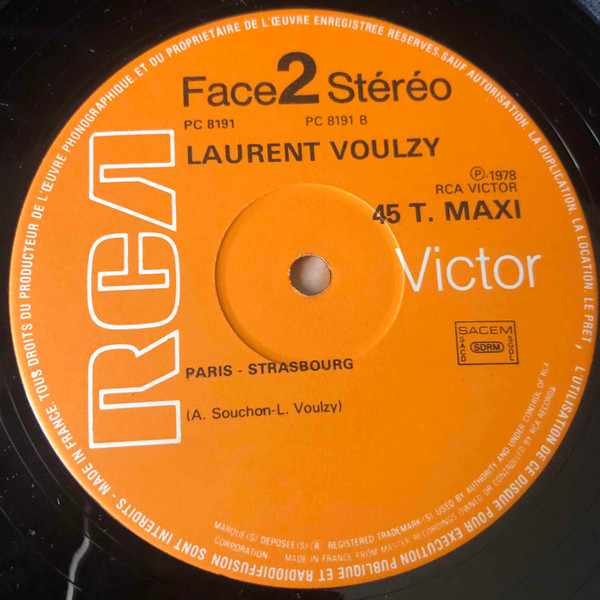 TOUS DROITS DU PRODUCTEUR DE L'ŒUVRE PHONOGRAPHIQUE ET DU PROPRIETAIRE DE L'ŒUVRE ENREGISTREE RESERVES. SAUF AUTORISATION, LA DUPLICATION, LA LOCATION, LE PRET, L'UTILISATION DE CE DISQUE POUR EXECUTION PUBLIQUE ET RADIODIFFUSION SONT INTERDITS - MADE IN FRANCE.
Face 2 Stéréo
PC 8191 PC 8191 B
LAURENT VOULZY
Ⓟ 1978
RCA VICTOR
45 T. MAXI
RCA
Victor
SACEM
SACD SDRM SGDL
PARIS - STRASBOURG
(A. Souchon-L. Voulzy)
MARQUE(S) DEPOSEE(S) ® REGISTERED TRADEMARK(S) USED BY AUTHORITY AND UNDER CONTROL OF RCA
CORPORATION MADE IN FRANCE FROM MASTER RECORDINGS OWNED OR CONTROLLED BY RCA RECORDS